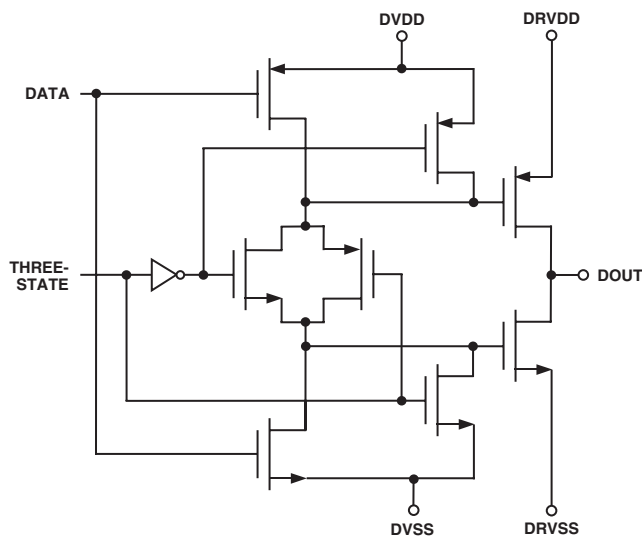 DVDD
DRVDD
DATA
THREE-
STATE
DOUT
DVSS
DRVSS